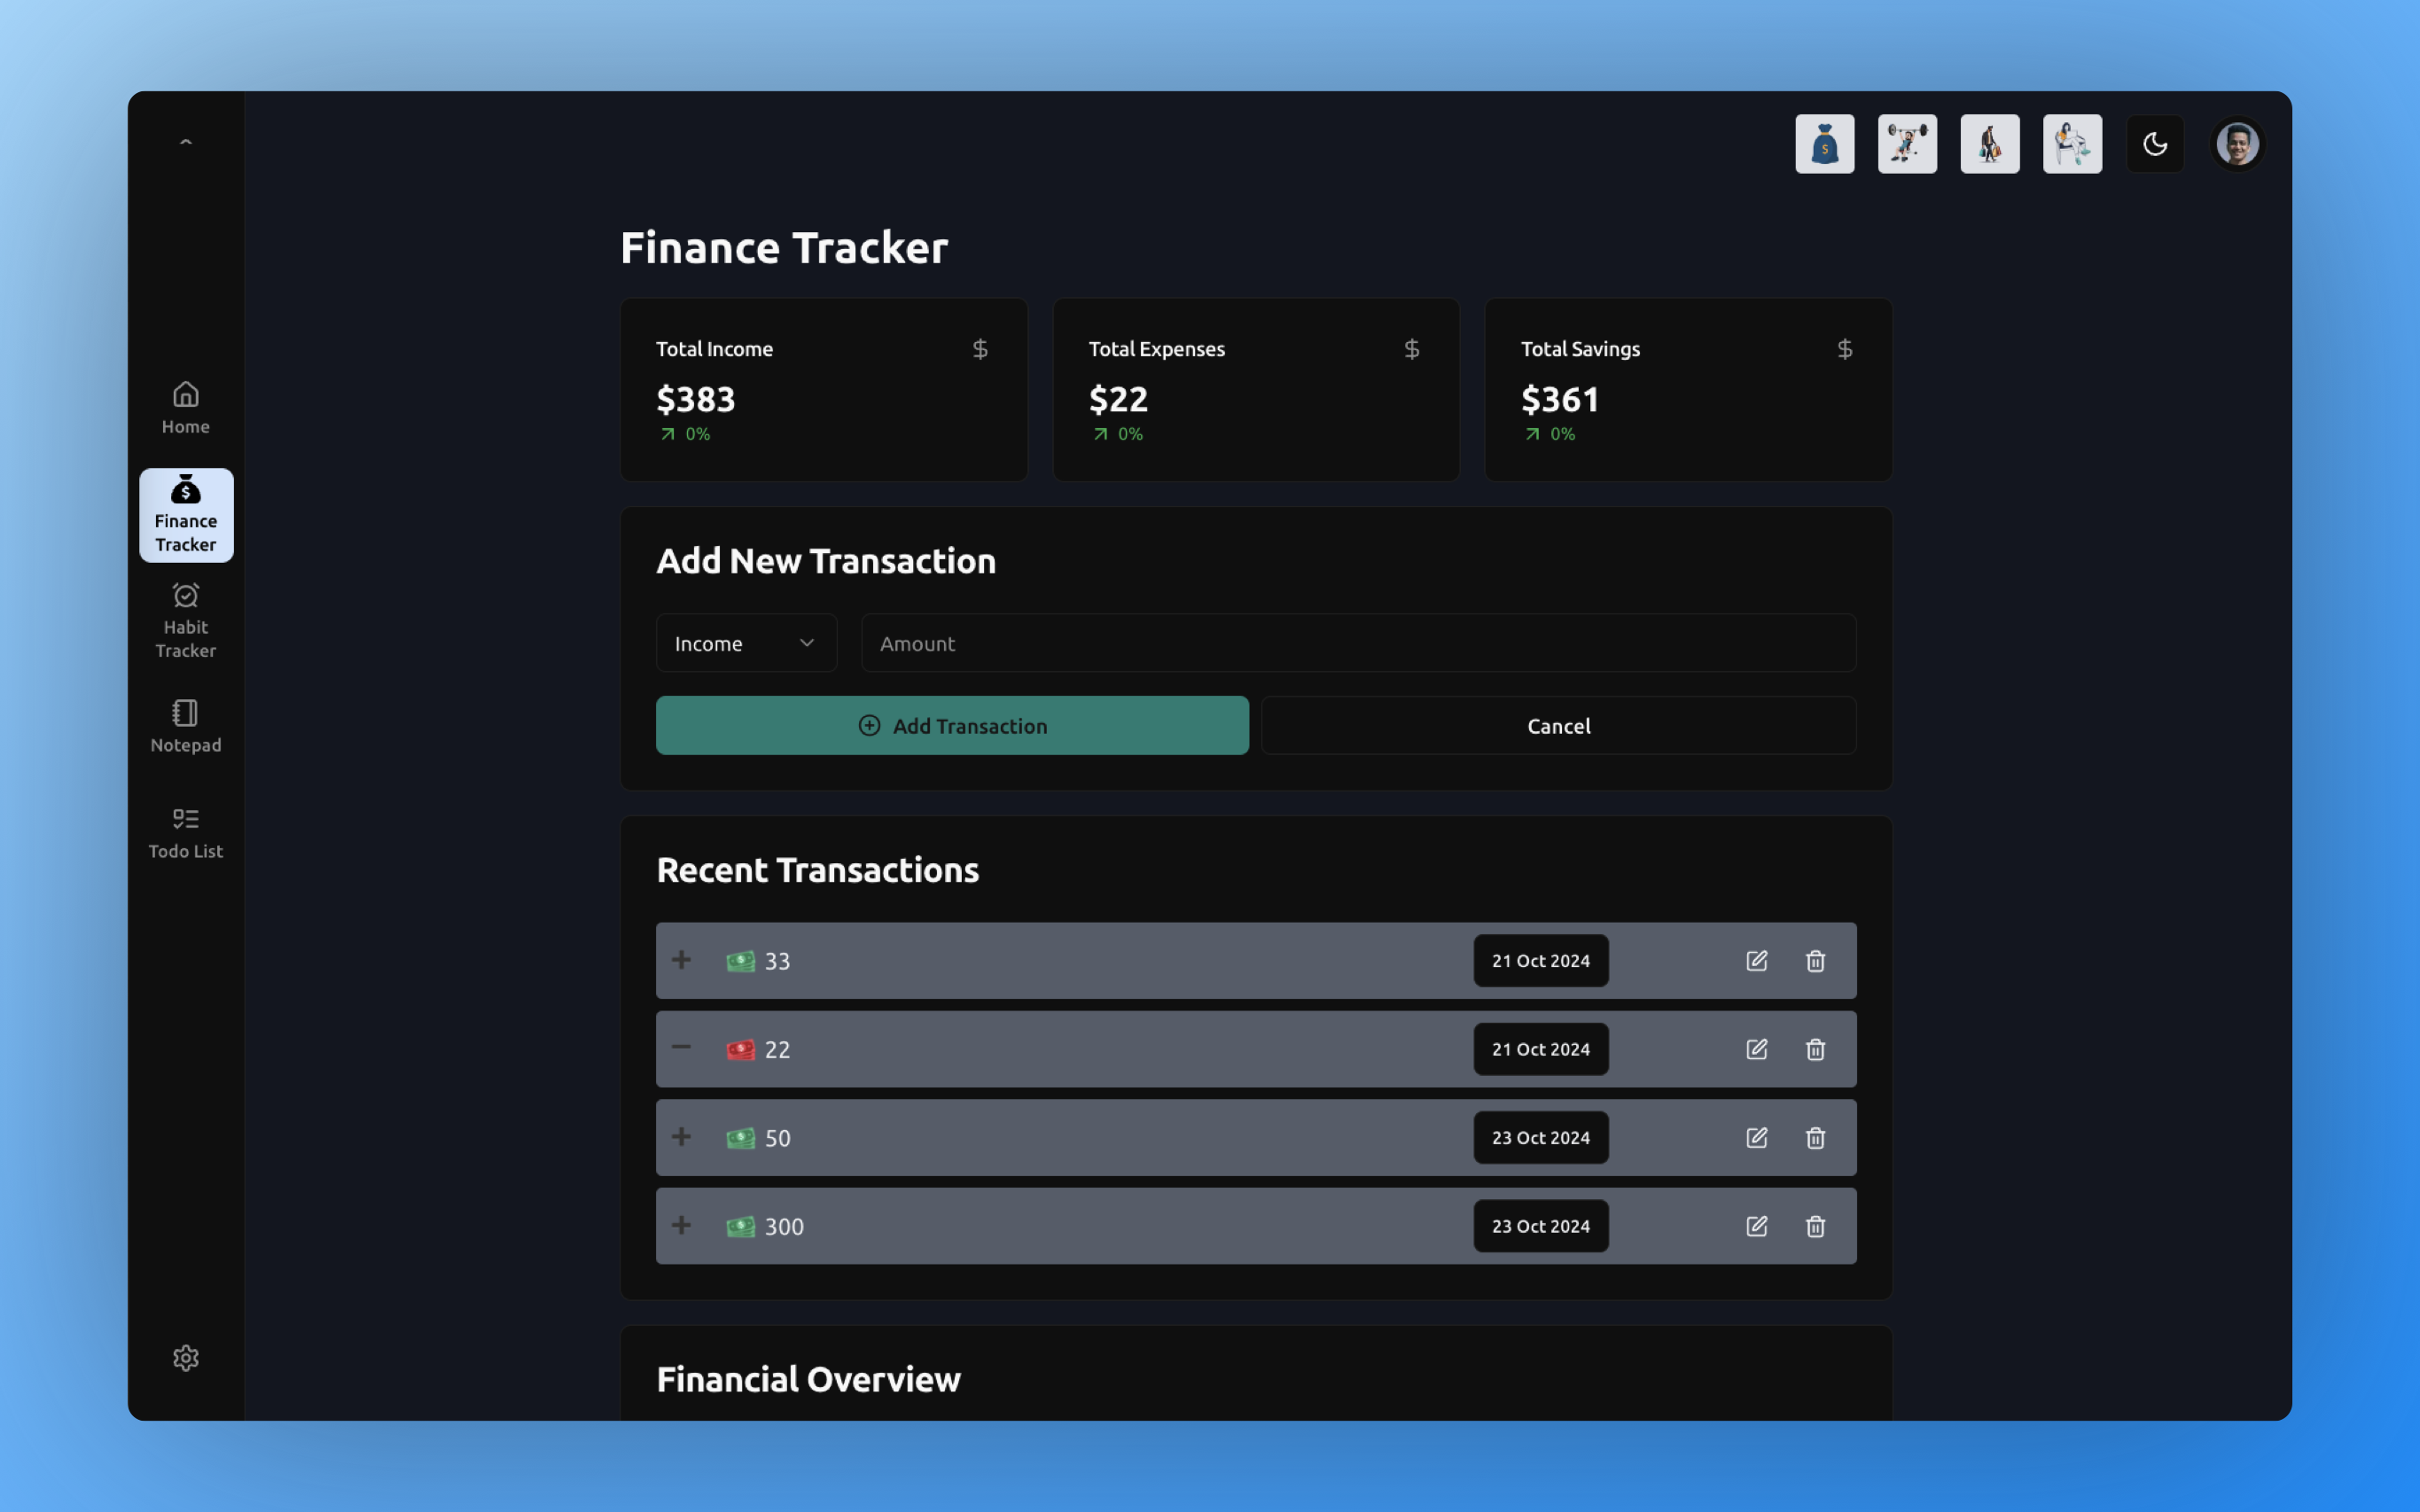 Home
Finance
Tracker
Habit
Tracker
Notepad
Todo List
Finance Tracker
Total Income
$
$383
0%
Total Expenses
$
$22
0%
Total Savings
$
$361
0%
Add New Transaction
Income
Amount
Add Transaction
Cancel
Recent Transactions
+ 33 21 Oct 2024
− 22 21 Oct 2024
+ 50 23 Oct 2024
+ 300 23 Oct 2024
Financial Overview